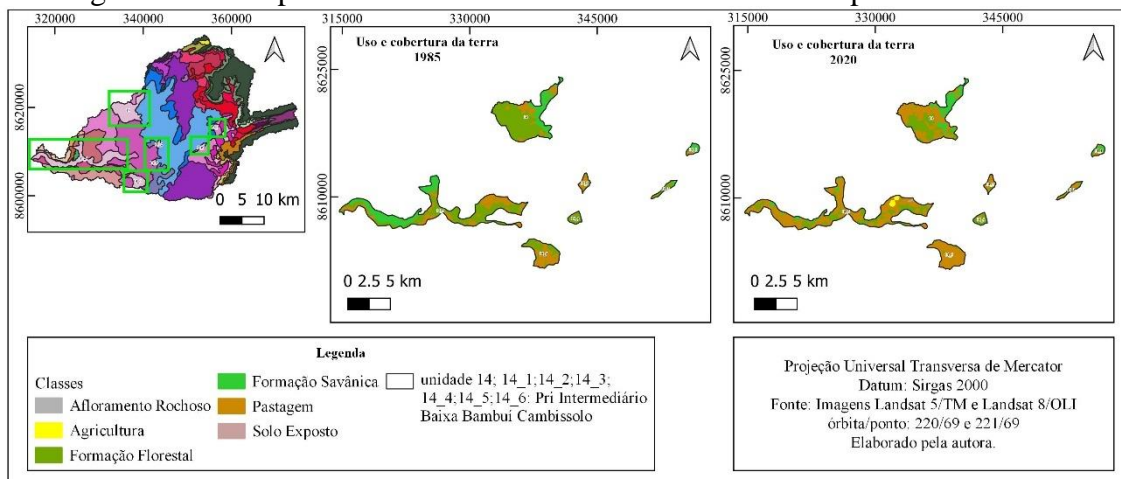 320000 340000 360000
8620000
8600000
0 5 10 km
315000 330000 345000
8625000
8610000
Uso e cobertura da terra
1985
0 2.5 5 km
315000 330000 345000
8625000
8610000
Uso e cobertura da terra
2020
0 2.5 5 km
Legenda
Classes
Afloramento Rochoso
Agricultura
Formação Florestal
Formação Savânica
Pastagem
Solo Exposto
unidade 14; 14_1;14_2;14_3;
14_4;14_5;14_6: Pri Intermediário
Baixa Bambuí Cambissolo
Projeção Universal Transversa de Mercator
Datum: Sirgas 2000
Fonte: Imagens Landsat 5/TM e Landsat 8/OLI
órbita/ponto: 220/69 e 221/69
Elaborado pela autora.